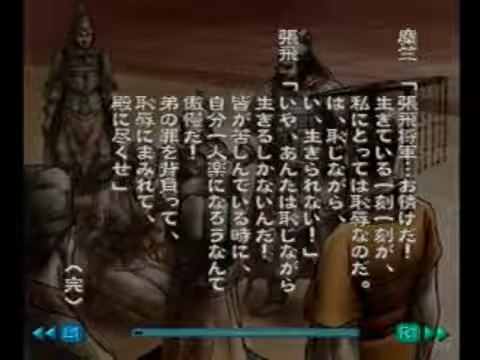 糜竺「張飛将軍…お情けだ！
生きている一刻一刻が、
私にとっては恥辱なのだ。
は、恥じながら、
い、生きられない！」
張飛「いや、あんたは恥じながら
生きるしかないんだ！
皆が苦しんでいる時に、
自分一人楽になろうなんて
傲慢だ！
弟の罪を背負って、
恥辱にまみれて、
殿に尽くせ」
〈完〉
L1
R1